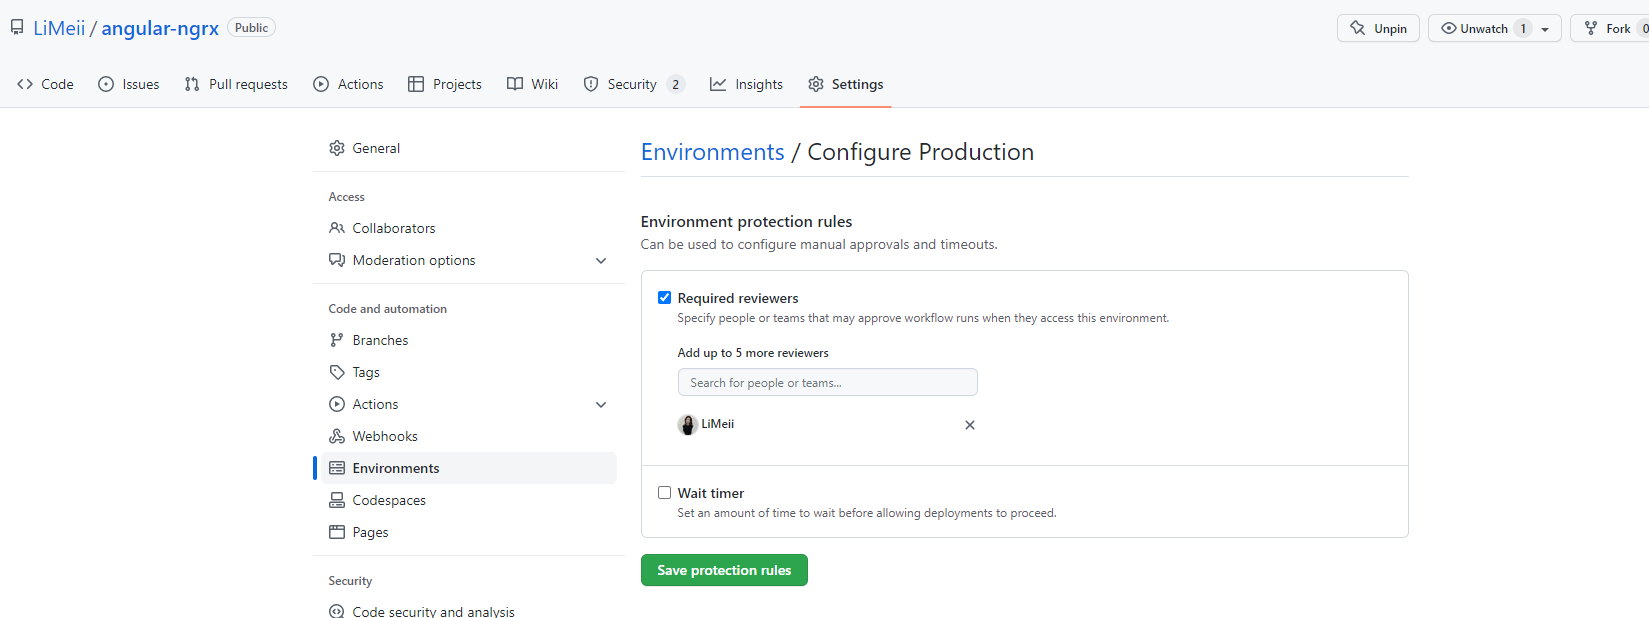 LiMeii / angular-ngrx Public
Unpin Unwatch 1 Fork 0
Code Issues Pull requests Actions Projects Wiki Security 2 Insights Settings
General
Access
Collaborators
Moderation options
Code and automation
Branches
Tags
Actions
Webhooks
Environments
Codespaces
Pages
Security
Code security and analysis
Environments / Configure Production
Environment protection rules
Can be used to configure manual approvals and timeouts.
Required reviewers
Specify people or teams that may approve workflow runs when they access this environment.
Add up to 5 more reviewers
Search for people or teams...
LiMeii
Wait timer
Set an amount of time to wait before allowing deployments to proceed.
Save protection rules